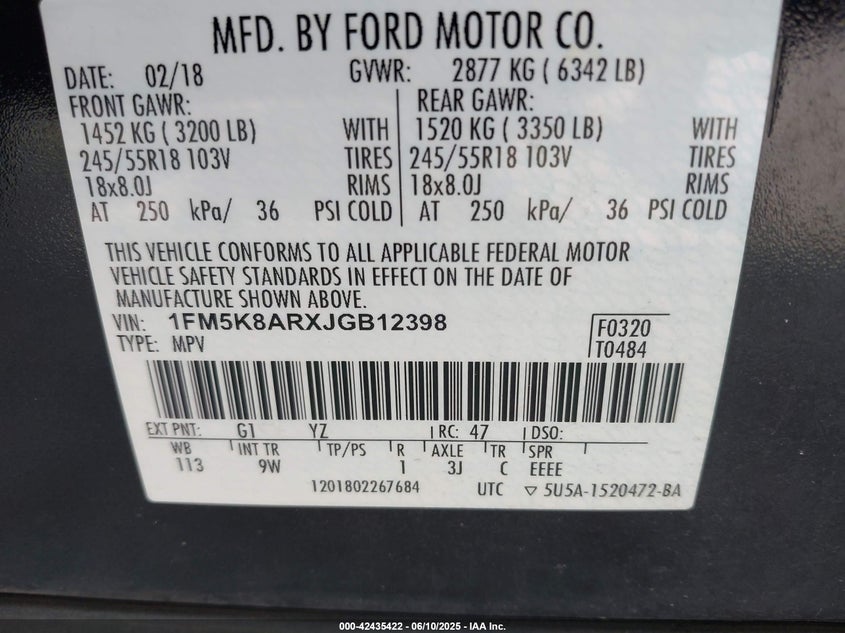 MFD. BY FORD MOTOR CO.
DATE: 02/18 GVWR: 2877 KG ( 6342 LB)
FRONT GAWR: REAR GAWR:
1452 KG ( 3200 LB) WITH 1520 KG ( 3350 LB) WITH
245/55R18 103V TIRES 245/55R18 103V TIRES
18x8.0J RIMS 18x8.0J RIMS
AT 250 kPa/ 36 PSI COLD AT 250 kPa/ 36 PSI COLD
THIS VEHICLE CONFORMS TO ALL APPLICABLE FEDERAL MOTOR
VEHICLE SAFETY STANDARDS IN EFFECT ON THE DATE OF
MANUFACTURE SHOWN ABOVE.
VIN: 1FM5K8ARXJGB12398 F0320
TYPE: MPV T0484
EXT PNT: G1 YZ RC: 47 DSO:
WB INT TR TP/PS R AXLE TR SPR
113 9W 1 3J C EEEE
1201802267684 UTC ▽ 5U5A-1520472-BA
000-42435422 - 06/10/2025 - IAA Inc.